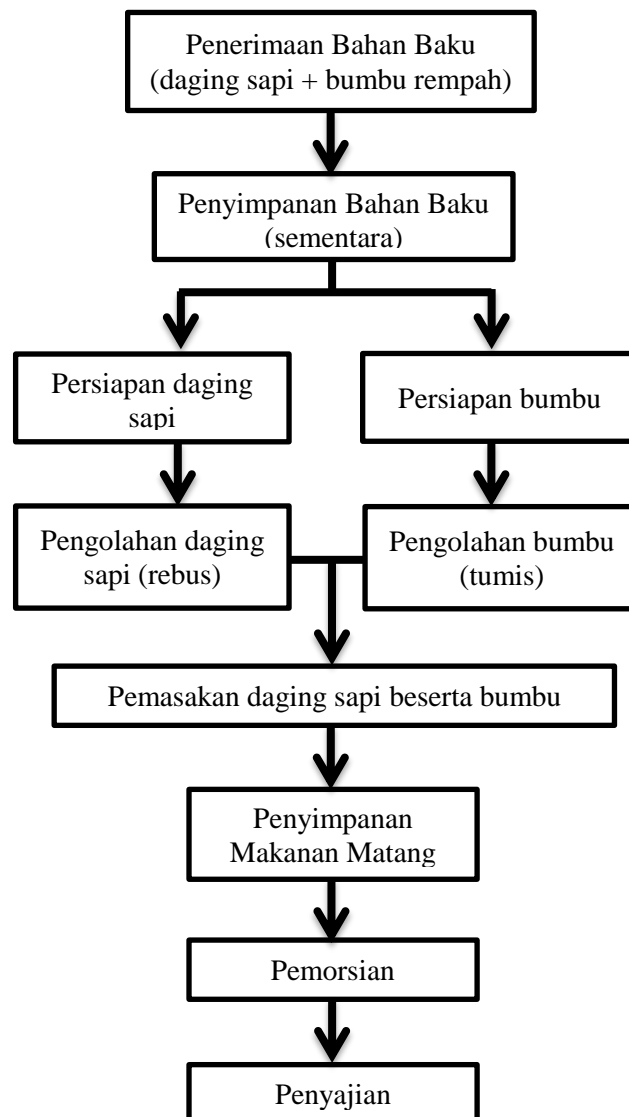 Penerimaan Bahan Baku
(daging sapi + bumbu rempah)
Penyimpanan Bahan Baku
(sementara)
Persiapan daging
sapi
Persiapan bumbu
Pengolahan daging
sapi (rebus)
Pengolahan bumbu
(tumis)
Pemasakan daging sapi beserta bumbu
Penyimpanan
Makanan Matang
Pemorsian
Penyajian